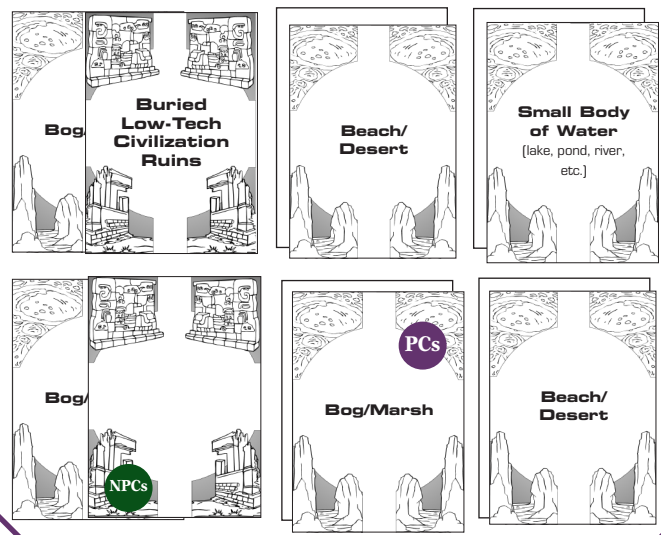 Bog/
Buried
Low-Tech
Civilization
Ruins
Beach/
Desert
Small Body
of Water
(lake, pond, river,
etc.)
Bog/
NPCs
PCs
Bog/Marsh
Beach/
Desert